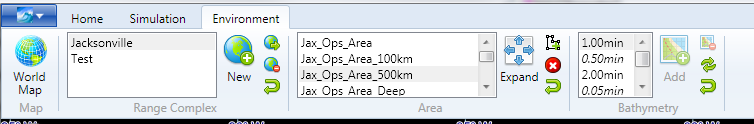 Home Simulation Environment
World Map
Map
Jacksonville
Test
New
Range Complex
Jax_Ops_Area
Jax_Ops_Area_100km
Jax_Ops_Area_500km
Jax_Ops_Area_Deep
Expand
Area
1.00min
0.50min
2.00min
0.05min
Add
Bathymetry